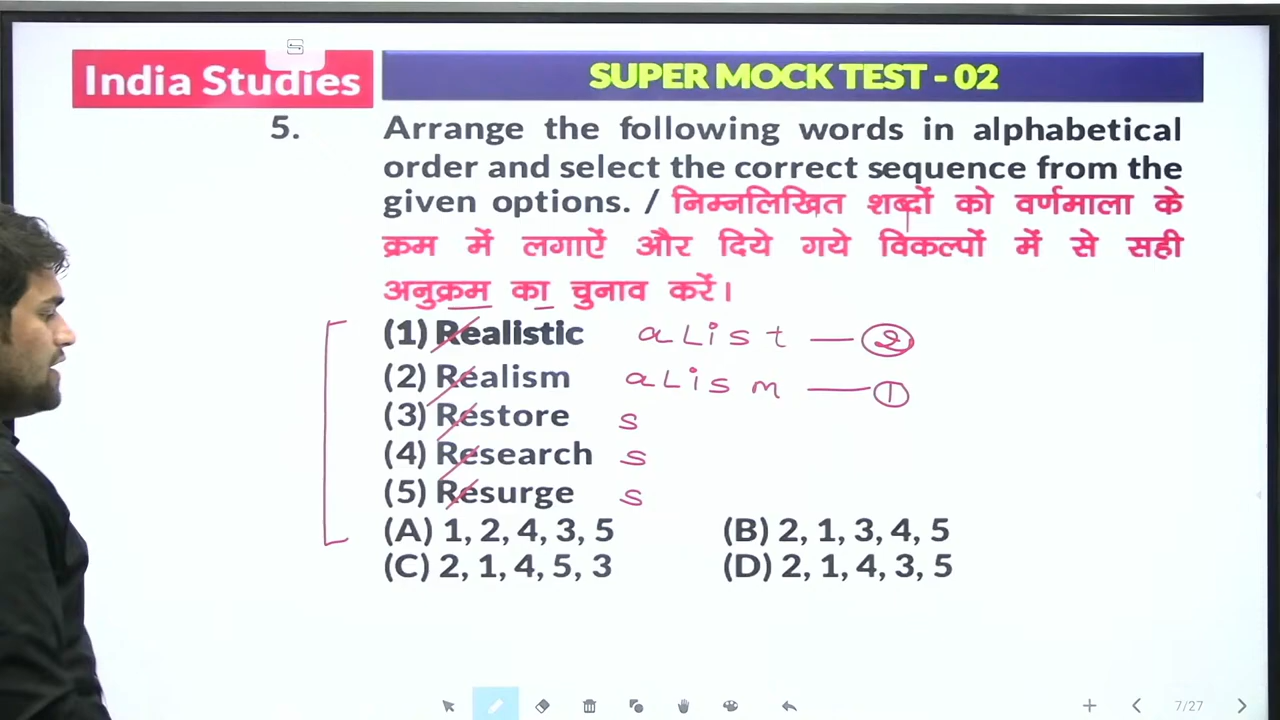 India Studies
SUPER MOCK TEST - 02
5. Arrange the following words in alphabetical
order and select the correct sequence from the
given options. / निम्नलिखित शब्दों को वर्णमाला के
क्रम में लगाऐं और दिये गये विकल्पों में से सही
अनुक्रम का चुनाव करें।
(1) Realistic aList — 2
(2) Realism aLism — 1
(3) Restore s
(4) Research s
(5) Resurge s
(A) 1, 2, 4, 3, 5 (B) 2, 1, 3, 4, 5
(C) 2, 1, 4, 5, 3 (D) 2, 1, 4, 3, 5
7/27